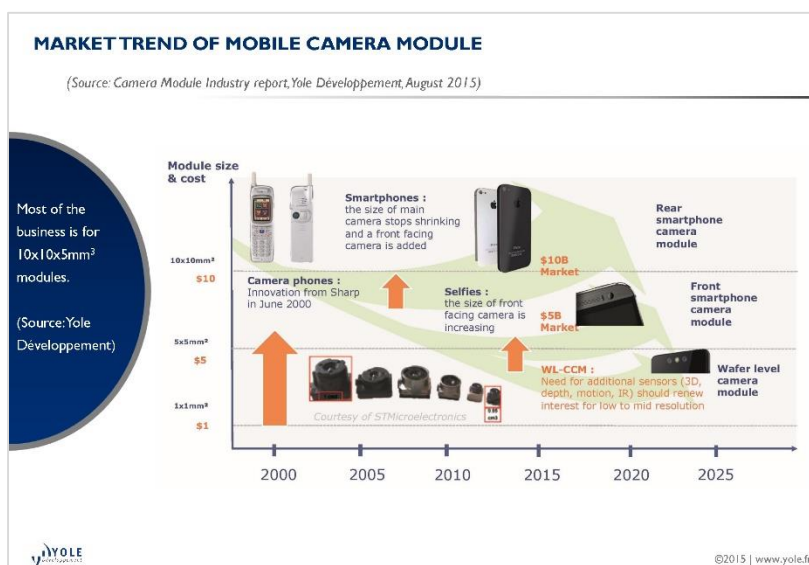 MARKET TREND OF MOBILE CAMERA MODULE
(Source: Camera Module Industry report, Yole Développement, August 2015)
Most of the
business is for
10x10x5mm³
modules.
(Source: Yole
Développement)
Module size
& cost
10x10mm²
$10
5x5mm²
$5
1x1mm²
$1
Smartphones :
the size of main
camera stops shrinking
and a front facing
camera is added
$10B
Market
Rear
smartphone
camera
module
Camera phones :
Innovation from Sharp
in June 2000
Selfies :
the size of front
facing camera is
increasing
$5B
Market
Front
smartphone
camera
module
WL-CCM :
Need for additional sensors (3D,
depth, motion, IR) should renew
interest for low to mid resolution
Wafer level
camera
module
Courtesy of STMicroelectronics
2000
2005
2010
2015
2020
2025
YOLE
Développement
©2015 | www.yole.fr